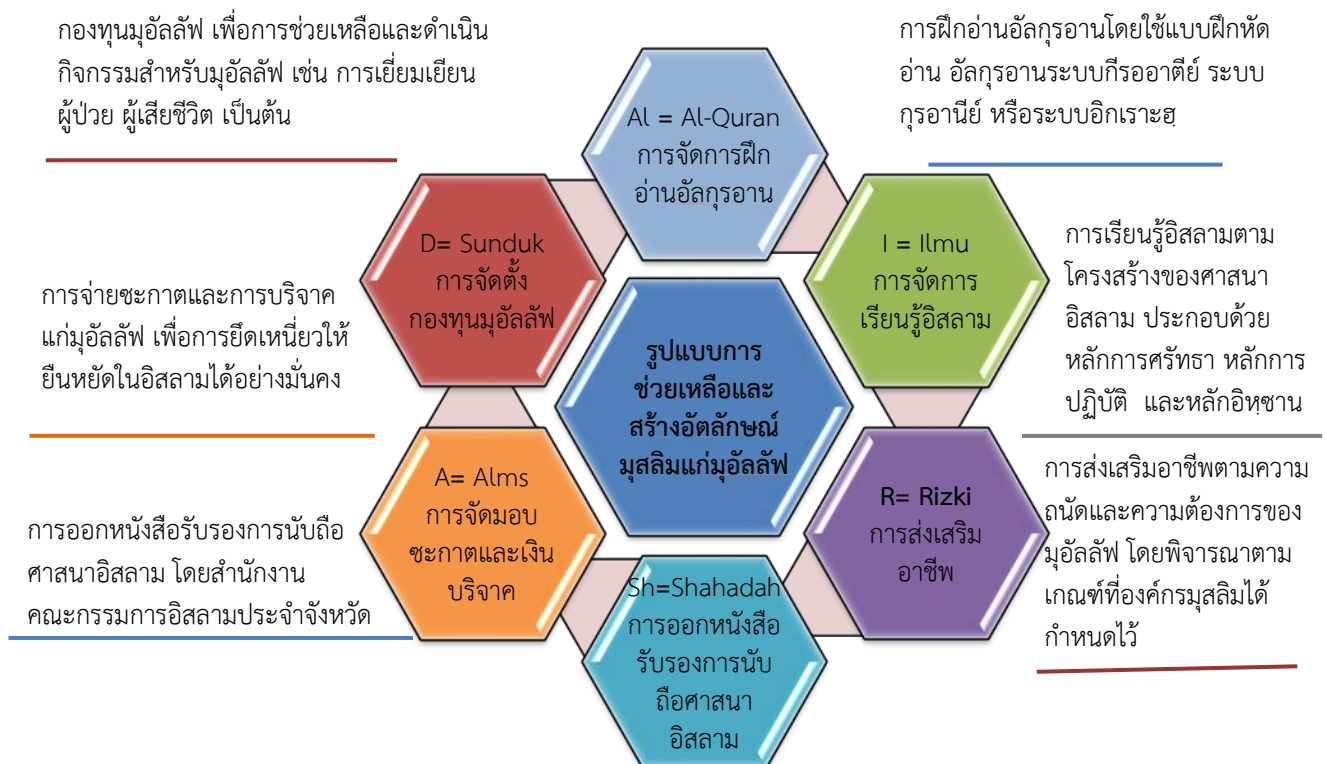 กองทุนมุอัลลัฟ เพื่อการช่วยเหลือและดำเนิน
กิจกรรมสำหรับมุอัลลัฟ เช่น การเยี่ยมเยียน
ผู้ป่วย ผู้เสียชีวิต เป็นต้น
การฝึกอ่านอัลกุรอานโดยใช้แบบฝึกหัด
อ่าน อัลกุรอานระบบกีรออาตีย์ ระบบ
กุรอานีย์ หรือระบบอิกเราะฮฺ
Al = Al-Quran
การจัดการฝึก
อ่านอัลกุรอาน
D= Sunduk
การจัดตั้ง
กองทุนมุอัลลัฟ
I = Ilmu
การจัดการ
เรียนรู้อิสลาม
การเรียนรู้อิสลามตาม
โครงสร้างของศาสนา
อิสลาม ประกอบด้วย
หลักการศรัทธา หลักการ
ปฏิบัติ และหลักอิหฺซาน
การจ่ายซะกาตและการบริจาค
แก่มุอัลลัฟ เพื่อการยึดเหนี่ยวให้
ยืนหยัดในอิสลามได้อย่างมั่นคง
รูปแบบการ
ช่วยเหลือและ
สร้างอัตลักษณ์
มุสลิมแก่มุอัลลัฟ
A= Alms
การจัดมอบ
ซะกาตและเงิน
บริจาค
R= Rizki
การส่งเสริม
อาชีพ
การส่งเสริมอาชีพตามความ
ถนัดและความต้องการของ
มุอัลลัฟ โดยพิจารณาตาม
เกณฑ์ที่องค์กรมุสลิมได้
กำหนดไว้
การออกหนังสือรับรองการนับถือ
ศาสนาอิสลาม โดยสำนักงาน
คณะกรรมการอิสลามประจำจังหวัด
Sh=Shahadah
การออกหนังสือ
รับรองการนับ
ถือศาสนา
อิสลาม